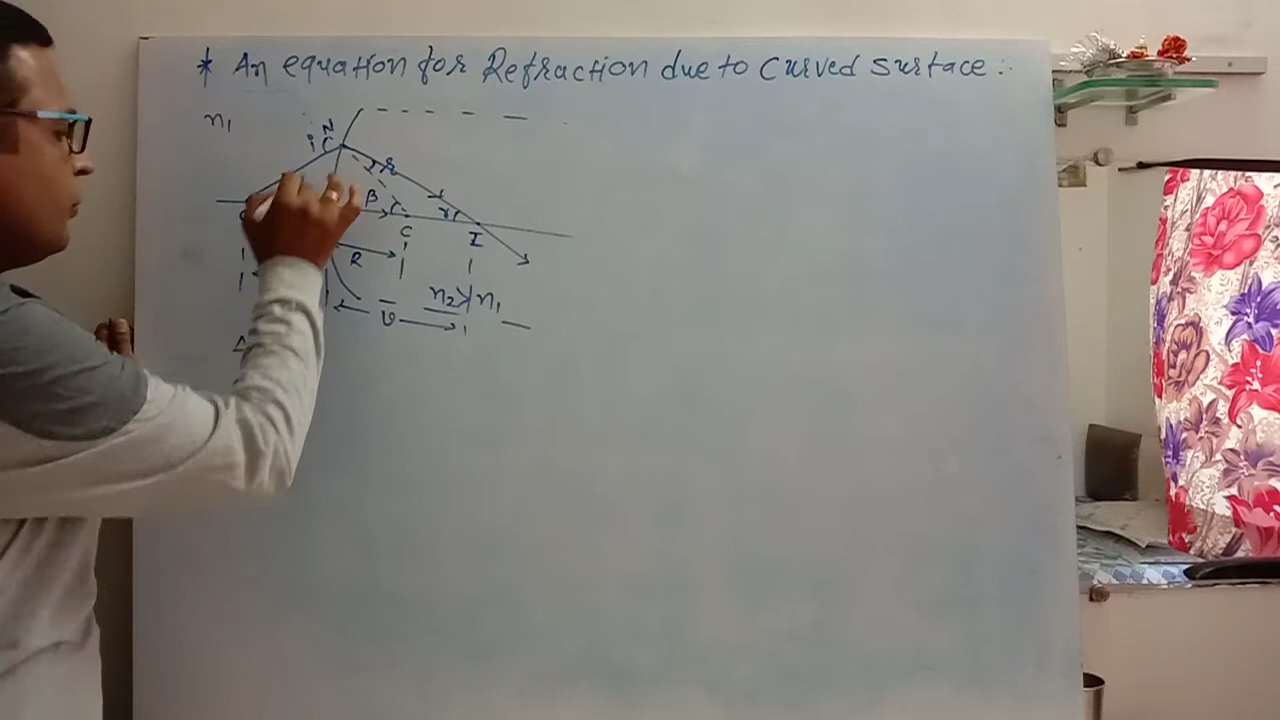 * An equation for Refraction due to Curved surface :-
n₁
N
i
r
β
γ
C
I
R
n₂>n₁
υ
Δ